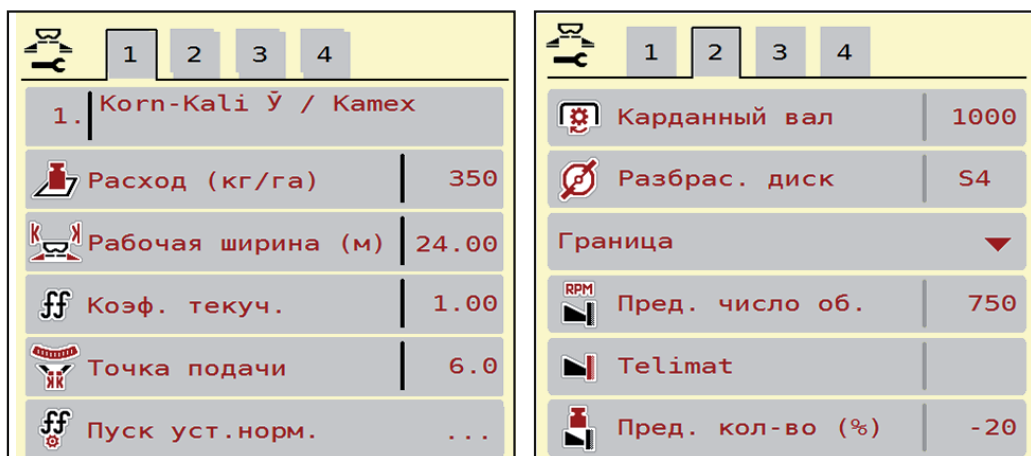 1 2 3 4
1. Korn-Kali Ў / Kamex
Расход (кг/га) 350
Рабочая ширина (м) 24.00
Коэф. текуч. 1.00
Точка подачи 6.0
Пуск уст.норм. ...
1 2 3 4
Карданный вал 1000
Разбрас. диск S4
Граница
RPM
Пред. число об. 750
Telimat
Пред. кол-во (%) -20